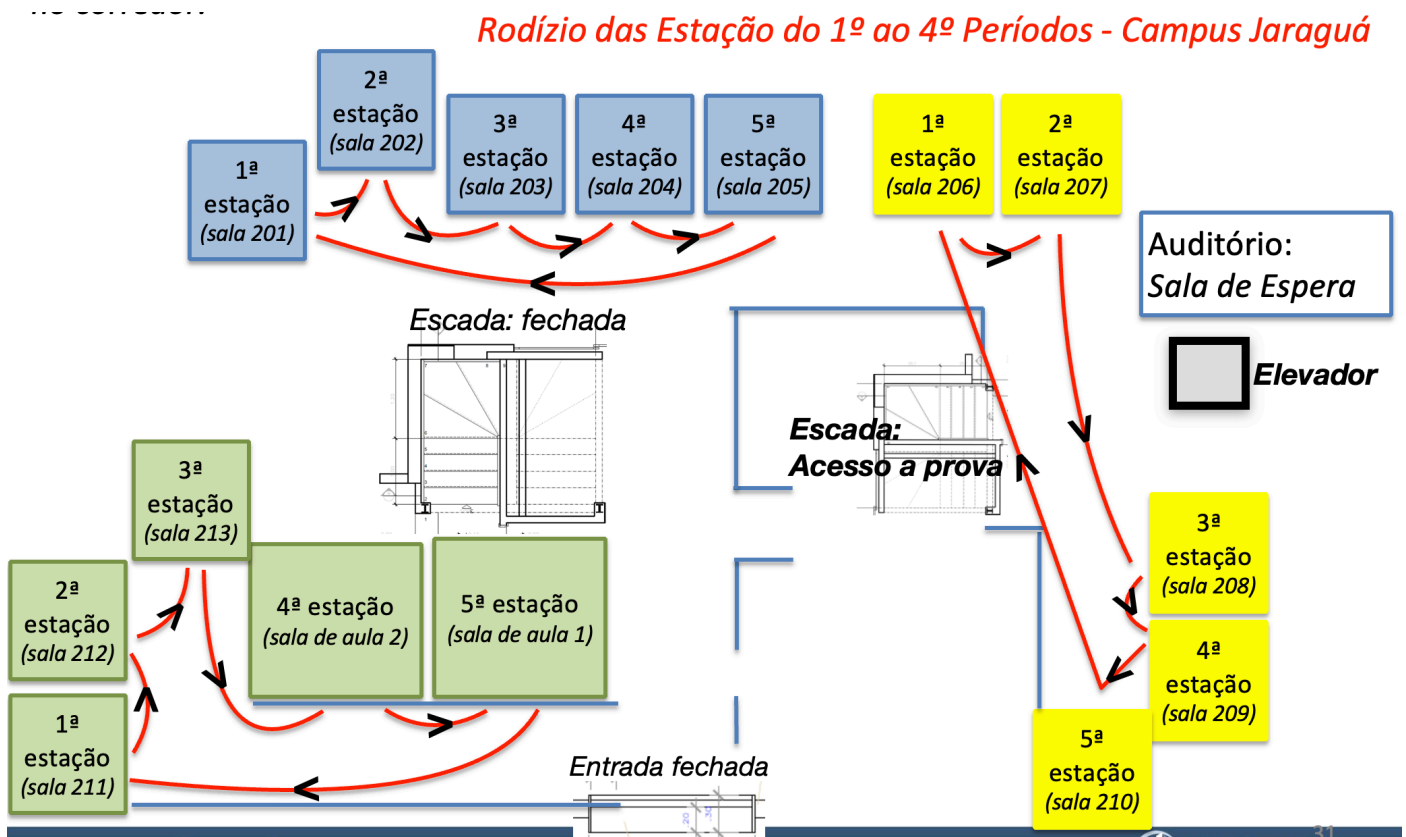 Rodízio das Estação do 1º ao 4º Períodos - Campus Jaraguá
1ª
estação
(sala 201)
2ª
estação
(sala 202)
3ª
estação
(sala 203)
4ª
estação
(sala 204)
5ª
estação
(sala 205)
1ª
estação
(sala 206)
2ª
estação
(sala 207)
Auditório:
Sala de Espera
Elevador
Escada: fechada
Escada:
Acesso a prova
3ª
estação
(sala 208)
4ª
estação
(sala 209)
5ª
estação
(sala 210)
3ª
estação
(sala 213)
2ª
estação
(sala 212)
1ª
estação
(sala 211)
4ª estação
(sala de aula 2)
5ª estação
(sala de aula 1)
Entrada fechada